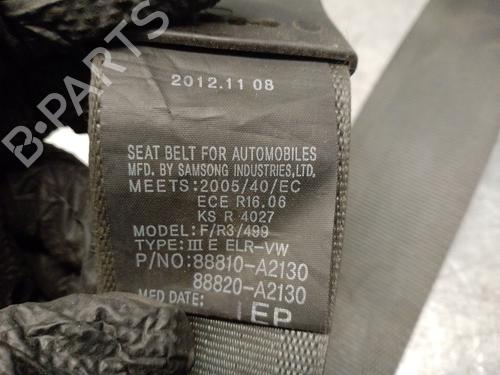 2012.11 08
SEAT BELT FOR AUTOMOBILES
MFD. BY SAMSONG INDUSTRIES,LTD.
MEETS:2005/40/EC
ECE R16.06
KS R 4027
MODEL: F/R3/499
TYPE: III E ELR-VW
P/NO:88810-A2130
88820-A2130
MFD DATE:
EP
B-PARTS